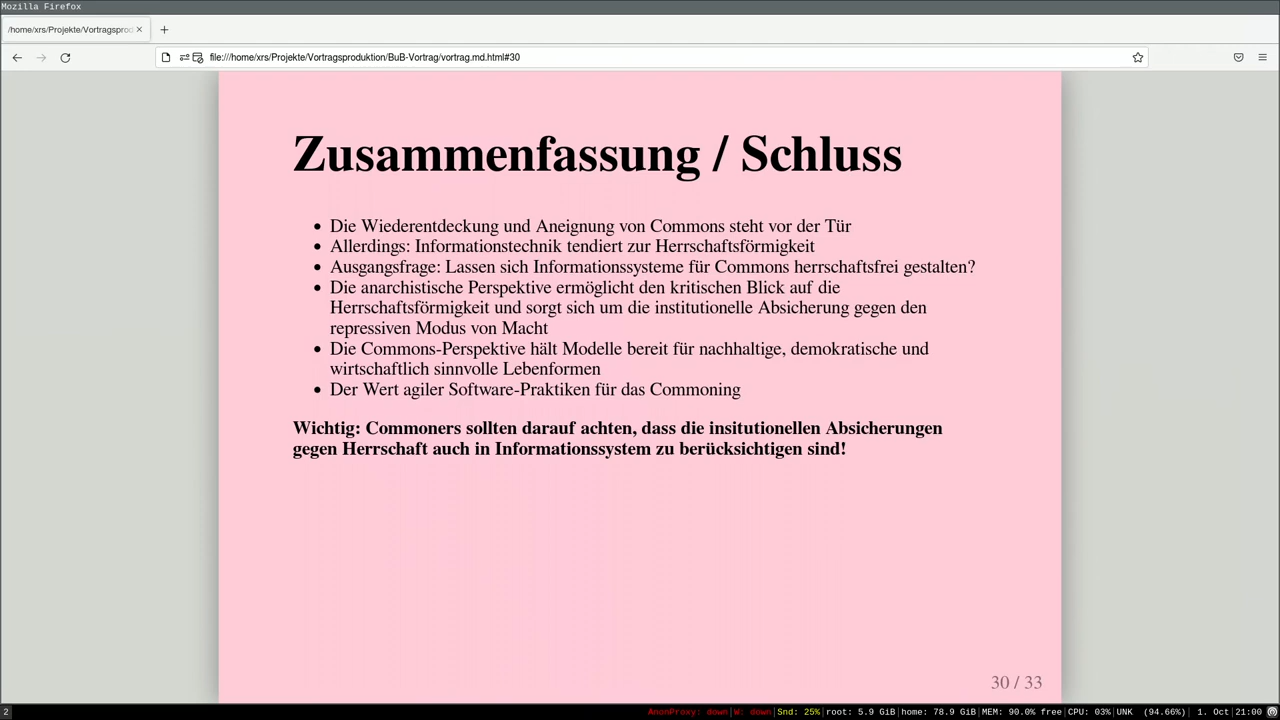 Mozilla Firefox
/home/xrs/Projekte/Vortragsprod
file:///home/xrs/Projekte/Vortragsproduktion/BuB-Vortrag/vortrag.md.html#30
Zusammenfassung / Schluss
• Die Wiederentdeckung und Aneignung von Commons steht vor der Tür
• Allerdings: Informationstechnik tendiert zur Herrschaftsförmigkeit
• Ausgangsfrage: Lassen sich Informationssysteme für Commons herrschaftsfrei gestalten?
• Die anarchistische Perspektive ermöglicht den kritischen Blick auf die
Herrschaftsförmigkeit und sorgt sich um die institutionelle Absicherung gegen den
repressiven Modus von Macht
• Die Commons-Perspektive hält Modelle bereit für nachhaltige, demokratische und
wirtschaftlich sinnvolle Lebenformen
• Der Wert agiler Software-Praktiken für das Commoning
Wichtig: Commoners sollten darauf achten, dass die insitutionellen Absicherungen
gegen Herrschaft auch in Informationssystem zu berücksichtigen sind!
30 / 33
2 AnonProxy: down|W: down|Snd: 25%|root: 5.9 GiB|home: 78.9 GiB|MEM: 90.0% free|CPU: 03%|UNK (94.66%)| 1. Oct|21:00